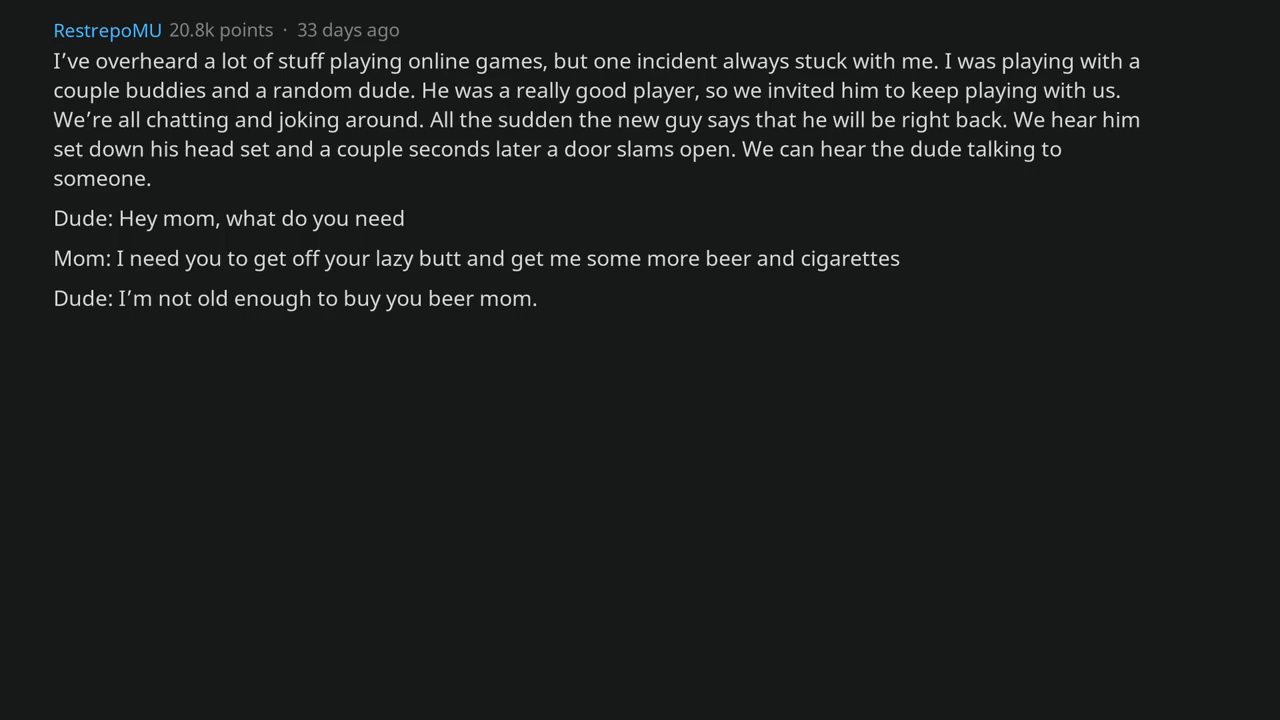 RestrepoMU 20.8k points · 33 days ago
I’ve overheard a lot of stuff playing online games, but one incident always stuck with me. I was playing with a
couple buddies and a random dude. He was a really good player, so we invited him to keep playing with us.
We’re all chatting and joking around. All the sudden the new guy says that he will be right back. We hear him
set down his head set and a couple seconds later a door slams open. We can hear the dude talking to
someone.
Dude: Hey mom, what do you need
Mom: I need you to get off your lazy butt and get me some more beer and cigarettes
Dude: I’m not old enough to buy you beer mom.